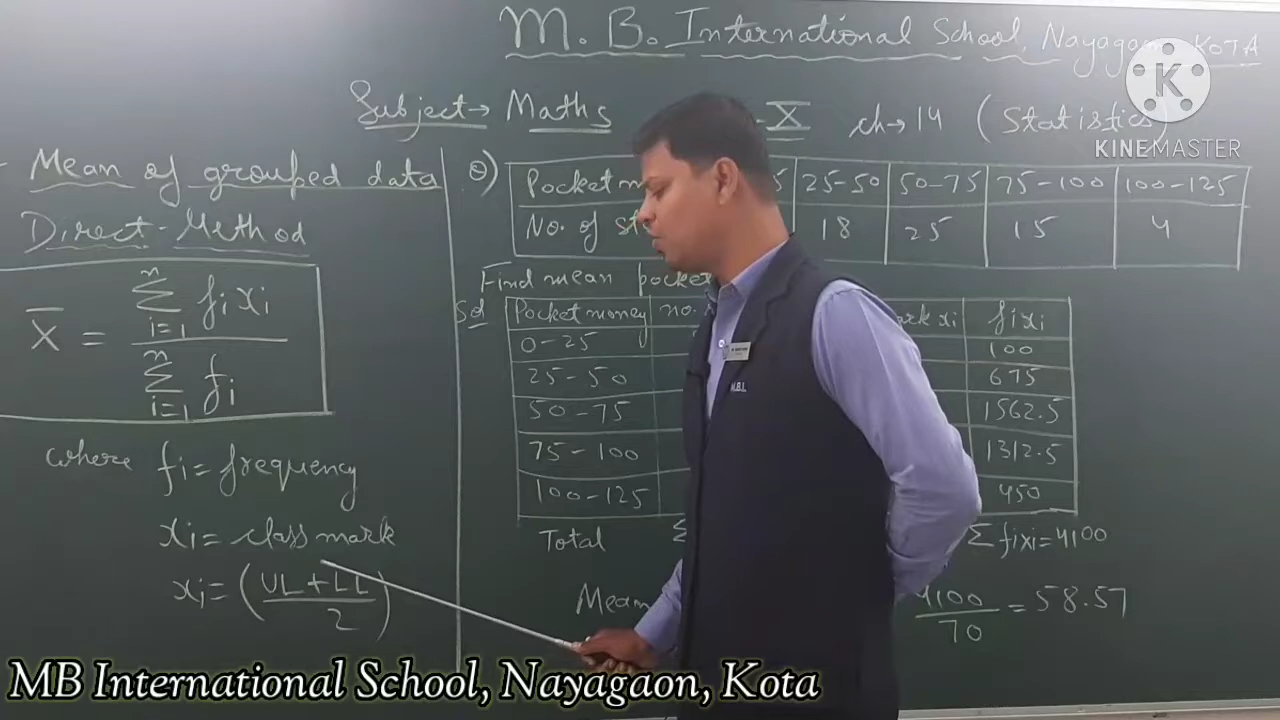 M. B. International School, Nayagaon, KOTA
Subject→ Maths - X ch→ 14 (Statistics)
K
KINEMASTER
Mean of grouped data
Direct-Method
X̄ = Σⁿᵢ₌₁ fᵢxᵢ / Σⁿᵢ₌₁ fᵢ
where fi = frequency
xi = class mark
xi = (UL + LL / 2)
Q) Pocket 25-50 50-75 75-100 100-125
No. of 18 25 15 4
Find mean pocket
Sol Pocket money no. mark xi fixi
0-25 100
25-50 675
50-75 1562.5
75-100 1312.5
100-125 450
Total Σ Σ fixi = 4100
Mean 4100 / 70 = 58.57
M.B.I.
MB International School, Nayagaon, Kota